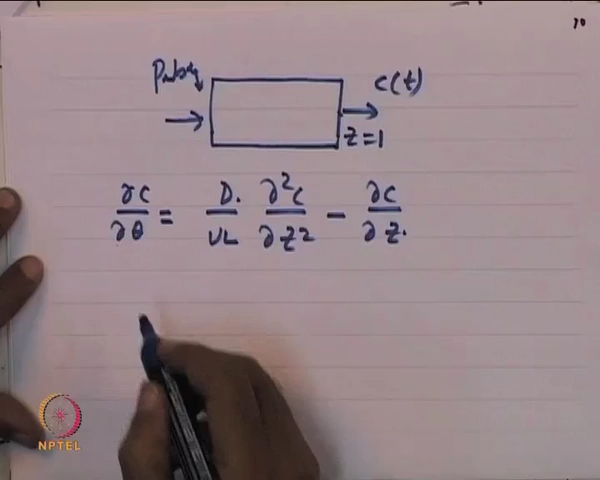 10
Pulse
C(t)
z=1
∂C/∂θ = D/UL ∂²C/∂z² − ∂C/∂z.
NPTEL